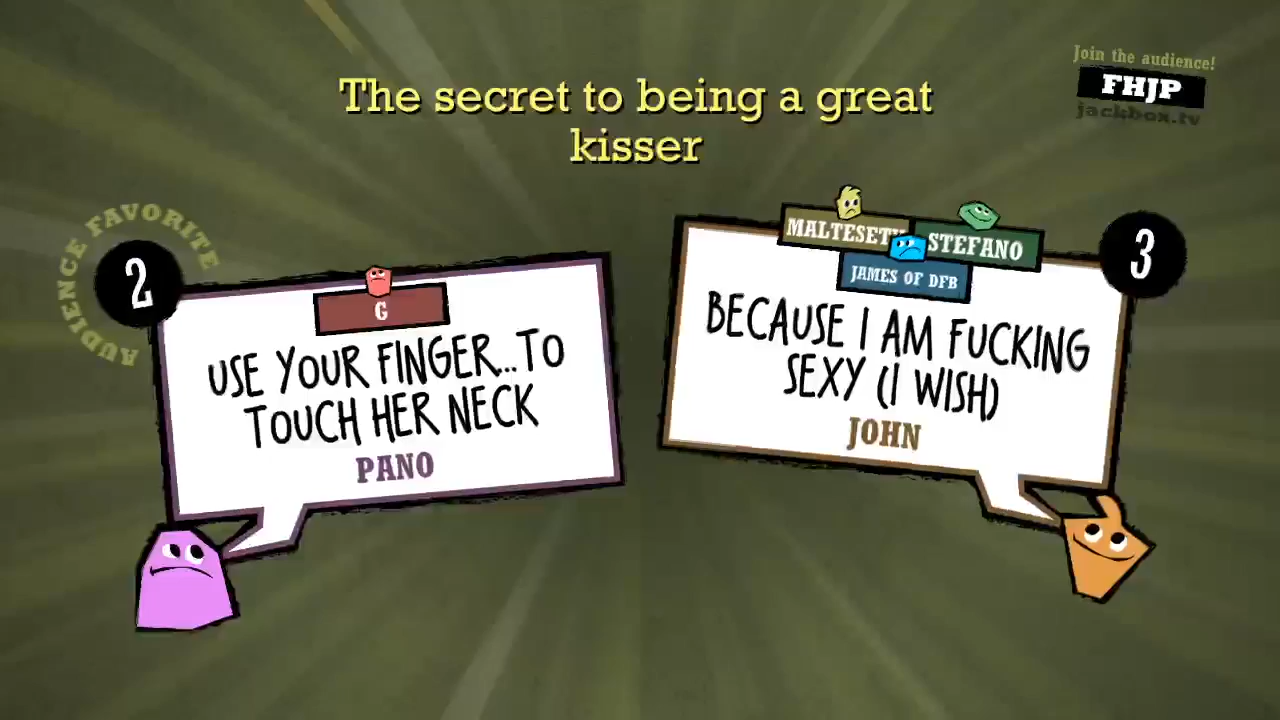 Join the audience!
FHJP
jackbox.tv
The secret to being a great
kisser
AUDIENCE FAVORITE
2
G
USE YOUR FINGER...TO
TOUCH HER NECK
PANO
3
STEFANO
JAMES OF DFB
BECAUSE I AM FUCKING
SEXY (I WISH)
JOHN